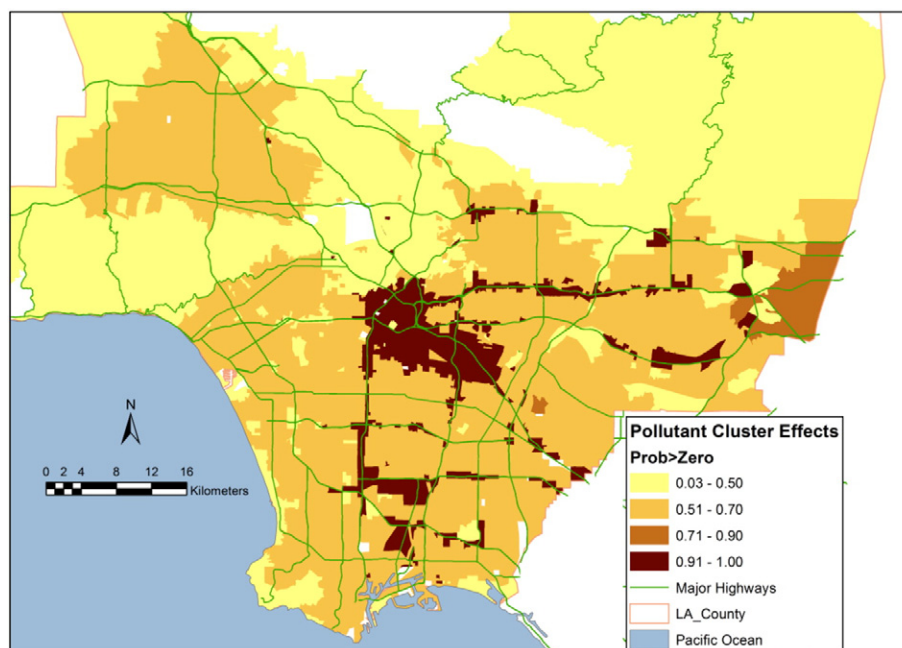 N
0 2 4 8 12 16
Kilometers
Pollutant Cluster Effects
Prob>Zero
0.03 - 0.50
0.51 - 0.70
0.71 - 0.90
0.91 - 1.00
Major Highways
LA_County
Pacific Ocean